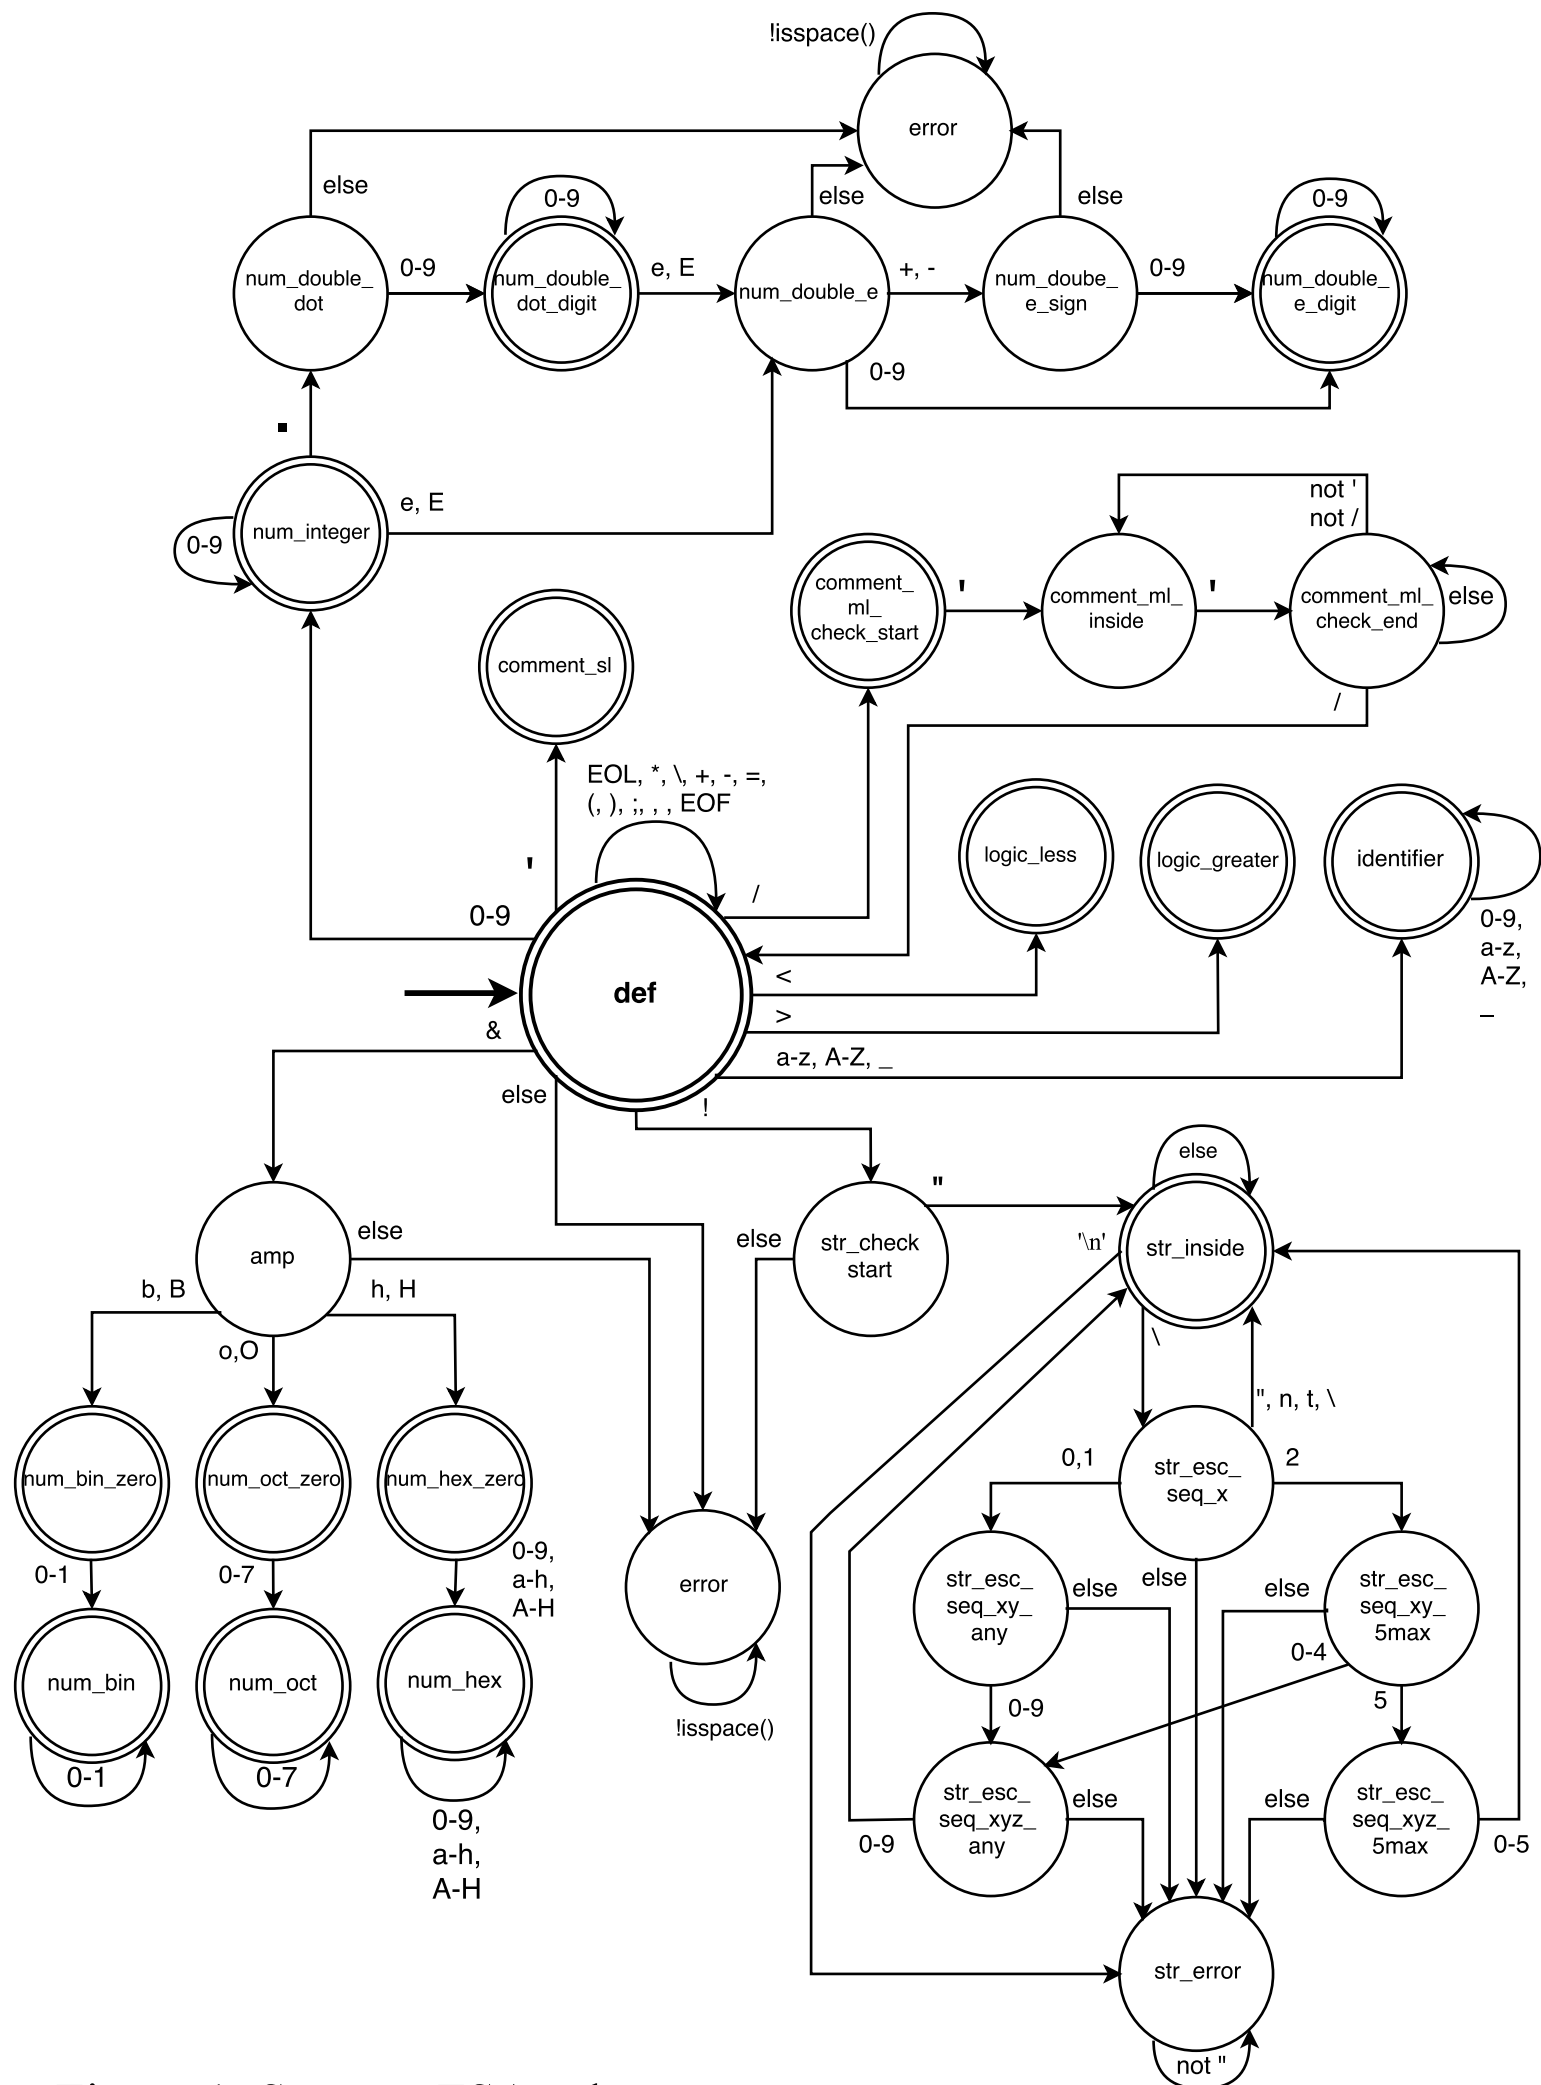 !isspace()
error
else
else
else
0-9
0-9
num_double_
dot
0-9
num_double_
dot_digit
e, E
num_double_e
+, -
num_doube_
e_sign
0-9
num_double_
e_digit
0-9
.
e, E
num_integer
0-9
not '
not /
comment_
ml_
check_start
'
comment_ml_
inside
'
comment_ml_
check_end
else
comment_sl
/
EOL, *, \, +, -, =,
(, ), ;, , , EOF
'
/
logic_less
logic_greater
identifier
0-9,
a-z,
A-Z,
_
0-9
def
<
>
&
a-z, A-Z, _
else
!
else
"
amp
else
else
str_check
start
'\n'
str_inside
b, B
h, H
o,O
\
", n, t, \
0,1
2
num_bin_zero
num_oct_zero
num_hex_zero
str_esc_
seq_x
0-1
0-7
0-9,
a-h,
A-H
error
str_esc_
seq_xy_
any
else
else
else
str_esc_
seq_xy_
5max
num_bin
num_oct
num_hex
0-4
0-9
5
!isspace()
0-1
0-7
0-9,
a-h,
A-H
str_esc_
seq_xyz_
any
else
else
str_esc_
seq_xyz_
5max
0-9
0-5
str_error
not "